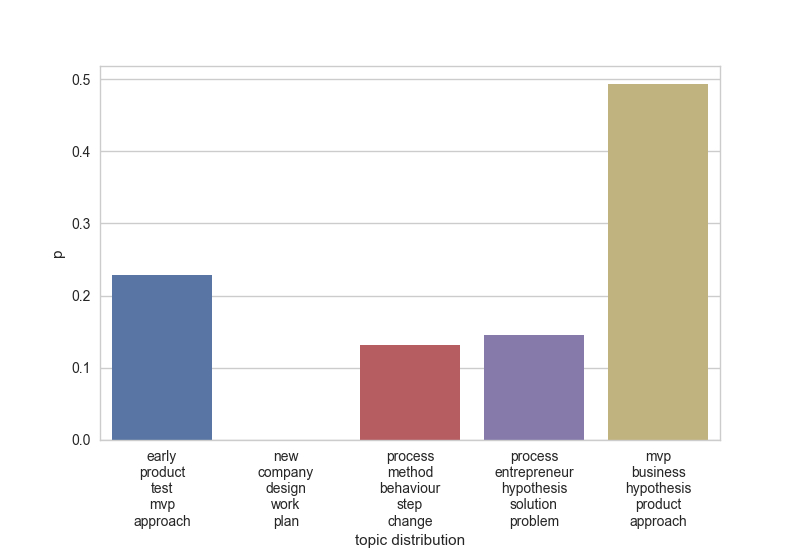 0.5
0.4
0.3
p
0.2
0.1
0.0
early
product
test
mvp
approach
new
company
design
work
plan
process
method
behaviour
step
change
process
entrepreneur
hypothesis
solution
problem
mvp
business
hypothesis
product
approach
topic distribution